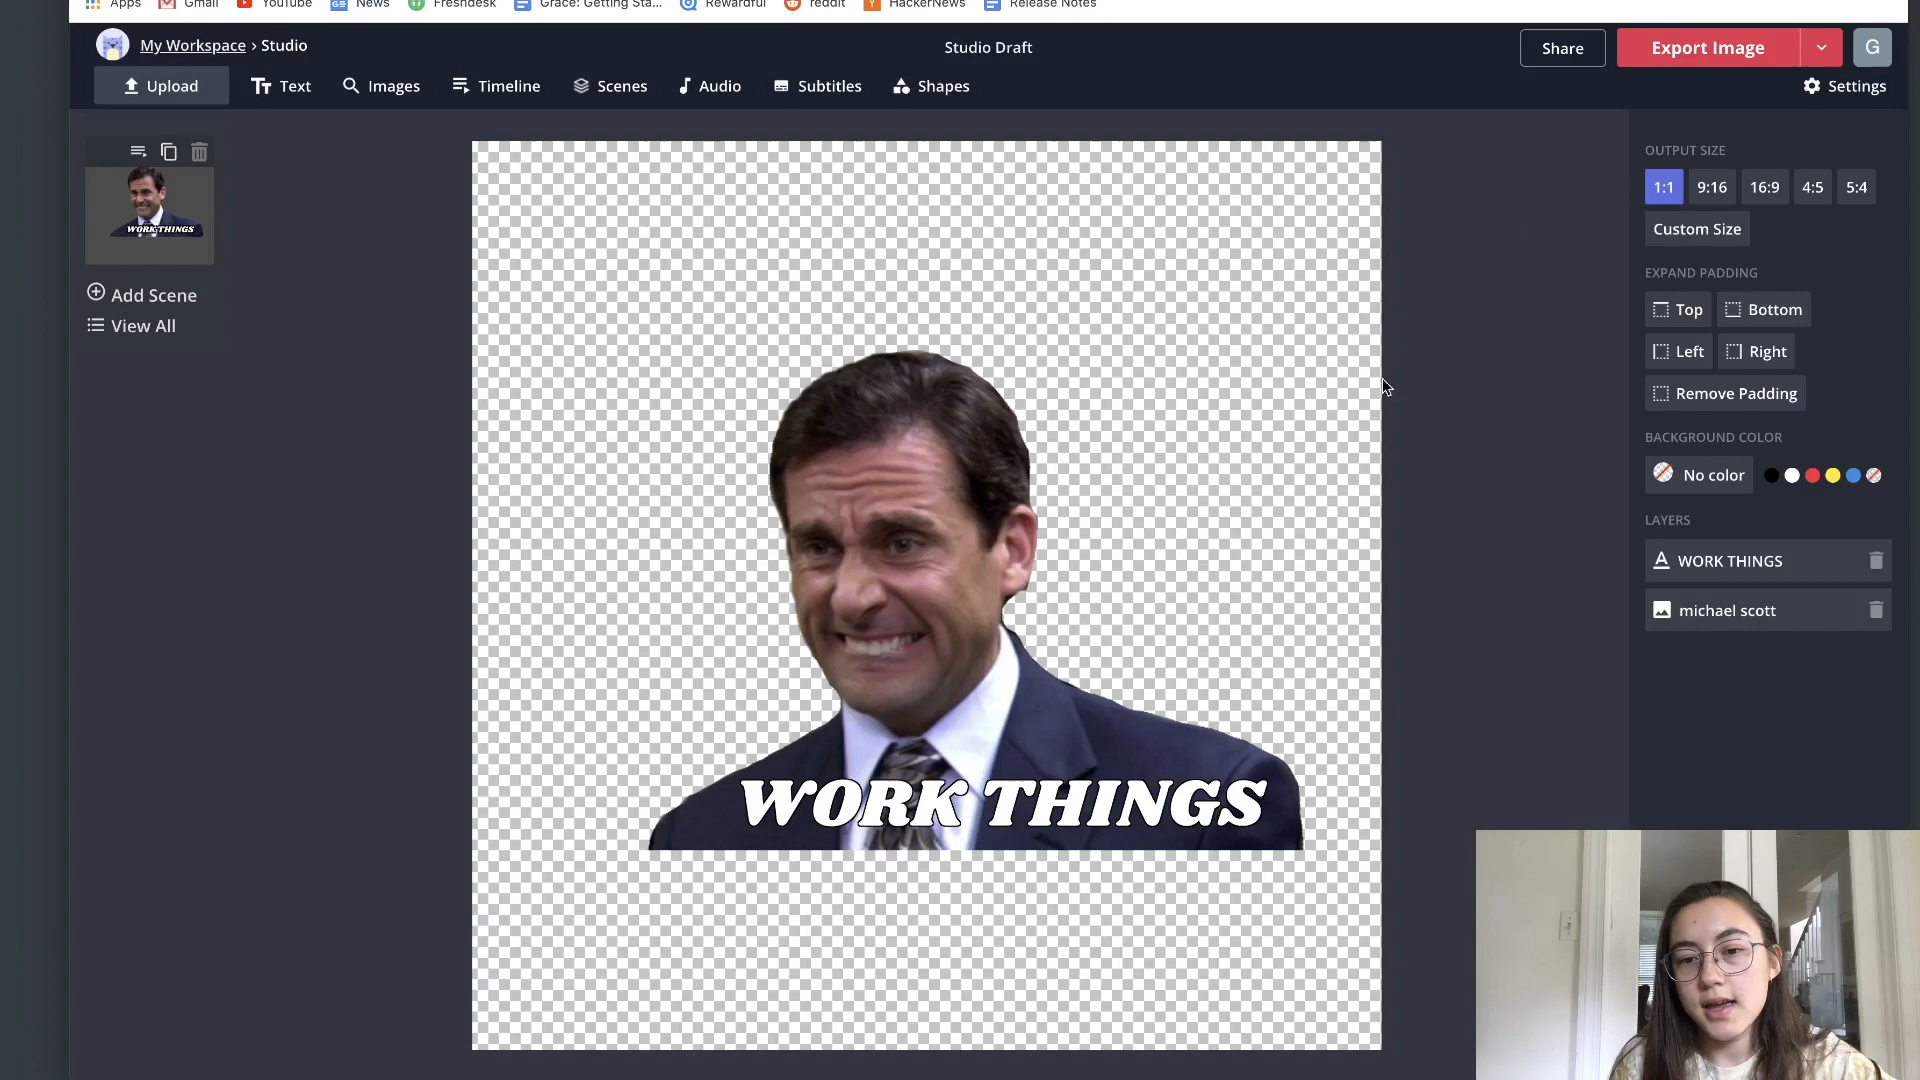 Apps Gmail YouTube News Freshdesk Grace: Getting Sta... Rewardful reddit HackerNews Release Notes
My Workspace › Studio
Studio Draft
Share
Export Image
G
Upload
Text
Images
Timeline
Scenes
Audio
Subtitles
Shapes
Settings
WORK THINGS
Add Scene
View All
WORK THINGS
OUTPUT SIZE
1:1 9:16 16:9 4:5 5:4
Custom Size
EXPAND PADDING
Top Bottom
Left Right
Remove Padding
BACKGROUND COLOR
No color
LAYERS
WORK THINGS
michael scott